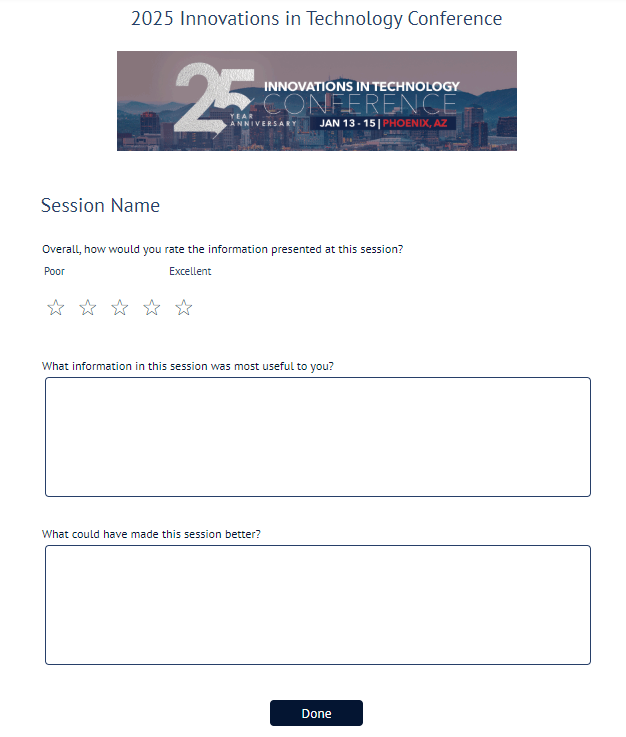 2025 Innovations in Technology Conference
25
YEAR
ANNIVERSARY
INNOVATIONS IN TECHNOLOGY
CONFERENCE
JAN 13 - 15 | PHOENIX, AZ
Session Name
Overall, how would you rate the information presented at this session?
Poor Excellent
What information in this session was most useful to you?
What could have made this session better?
Done